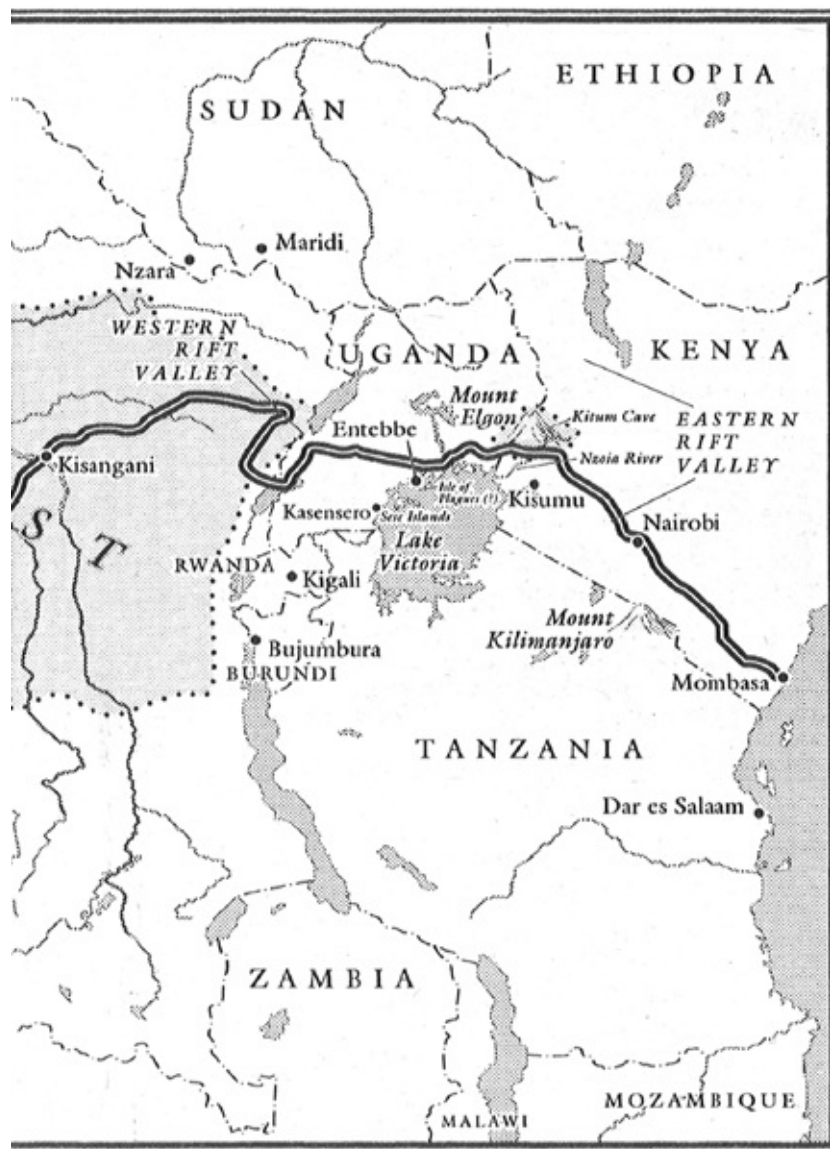 ETHIOPIA
SUDAN
Maridi
Nzara
WESTERN
RIFT
VALLEY
UGANDA
KENYA
Mount
Elgon
Kitum Cave
EASTERN
RIFT
VALLEY
Entebbe
Nzoia River
Kisangani
Isle of
Plagues (?)
Kisumu
Kasensero
Sese Islands
Lake
Victoria
Nairobi
S T
RWANDA
Kigali
Mount
Kilimanjaro
Bujumbura
BURUNDI
Mombasa
TANZANIA
Dar es Salaam
ZAMBIA
MOZAMBIQUE
MALAWI